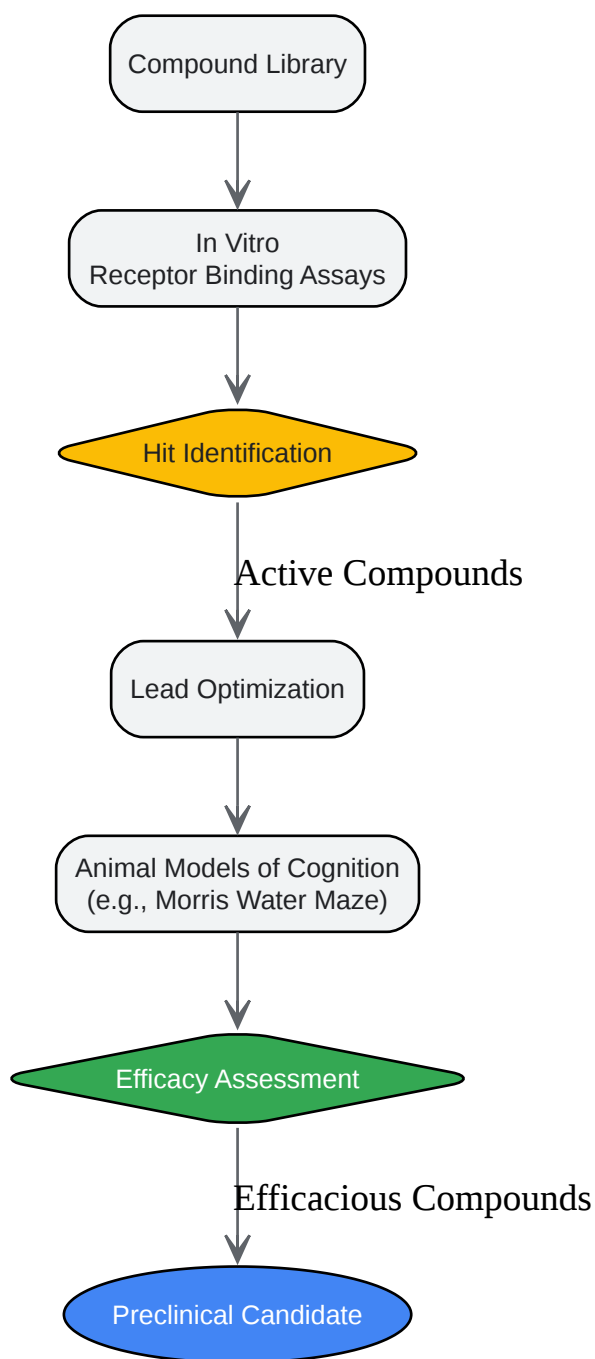 Compound Library
In Vitro
Receptor Binding Assays
Hit Identification
Active Compounds
Lead Optimization
Animal Models of Cognition
(e.g., Morris Water Maze)
Efficacy Assessment
Efficacious Compounds
Preclinical Candidate